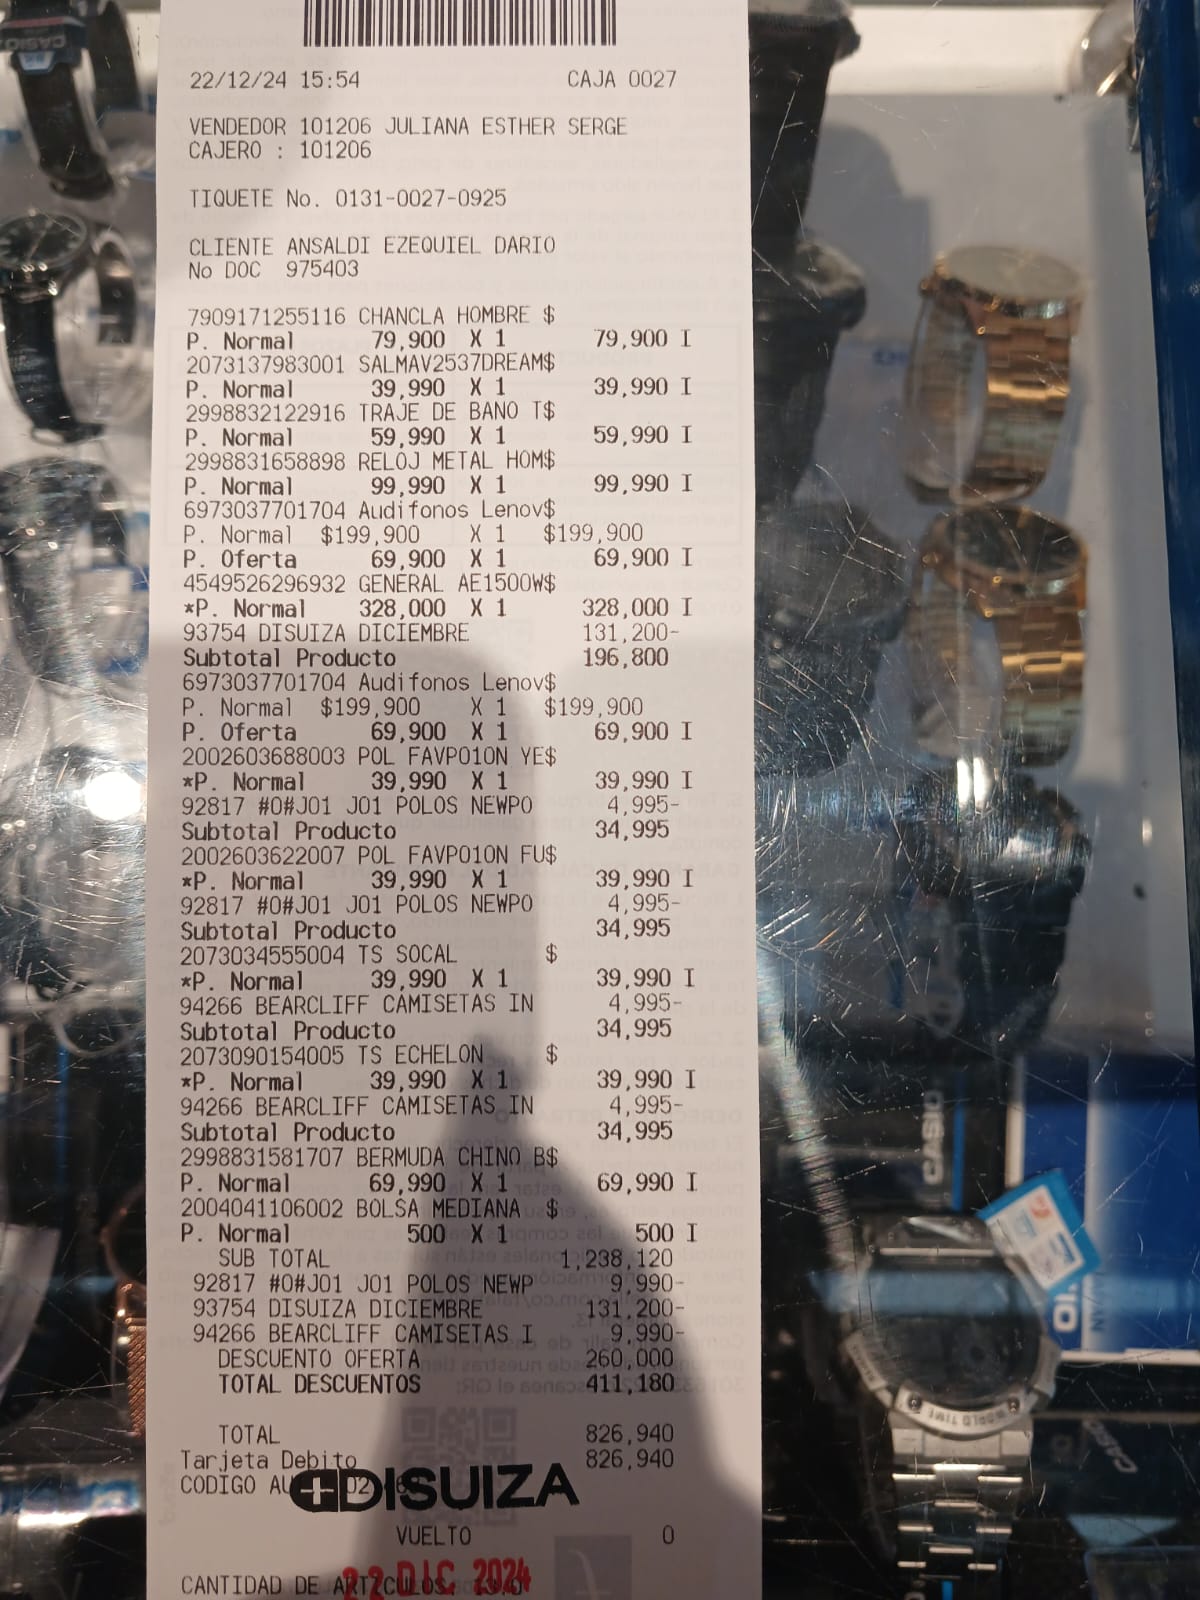 22/12/24 15:54 CAJA 0027
VENDEDOR 101206 JULIANA ESTHER SERGE
CAJERO : 101206
TIQUETE No. 0131-0027-0925
CLIENTE ANSALDI EZEQUIEL DARIO
No DOC 975403
7909171255116 CHANCLA HOMBRE $
P. Normal 79,900 X 1 79,900 I
2073137983001 SALMAV2537DREAM$
P. Normal 39,990 X 1 39,990 I
2998832122916 TRAJE DE BANO T$
P. Normal 59,990 X 1 59,990 I
2998831658898 RELOJ METAL HOM$
P. Normal 99,990 X 1 99,990 I
6973037701704 Audifonos Lenov$
P. Normal $199,900 X 1 $199,900
P. Oferta 69,900 X 1 69,900 I
4549526296932 GENERAL AE1500W$
*P. Normal 328,000 X 1 328,000 I
93754 DISUIZA DICIEMBRE 131,200-
Subtotal Producto 196,800
6973037701704 Audifonos Lenov$
P. Normal $199,900 X 1 $199,900
P. Oferta 69,900 X 1 69,900 I
2002603688003 POL FAVPO1ON YE$
*P. Normal 39,990 X 1 39,990 I
92817 #0#J01 J01 POLOS NEWPO 4,995-
Subtotal Producto 34,995
2002603622007 POL FAVPO1ON FU$
*P. Normal 39,990 X 1 39,990 I
92817 #0#J01 J01 POLOS NEWPO 4,995-
Subtotal Producto 34,995
2073034555004 TS SOCAL $
*P. Normal 39,990 X 1 39,990 I
94266 BEARCLIFF CAMISETAS IN 4,995-
Subtotal Producto 34,995
2073090154005 TS ECHELON $
*P. Normal 39,990 X 1 39,990 I
94266 BEARCLIFF CAMISETAS IN 4,995-
Subtotal Producto 34,995
2998831581707 BERMUDA CHINO B$
P. Normal 69,990 X 1 69,990 I
2004041106002 BOLSA MEDIANA $
P. Normal 500 X 1 500 I
SUB TOTAL 1,238,120
92817 #0#J01 J01 POLOS NEWP 9,990-
93754 DISUIZA DICIEMBRE 131,200-
94266 BEARCLIFF CAMISETAS I 9,990-
DESCUENTO OFERTA 260,000
TOTAL DESCUENTOS 411,180
TOTAL 826,940
Tarjeta Debito 826,940
CODIGO
DISUIZA
VUELTO 0
CANTIDAD DE ARTICULOS
22 DIC 2024
CASIO
CASIO
CASIO
WORLD TIME